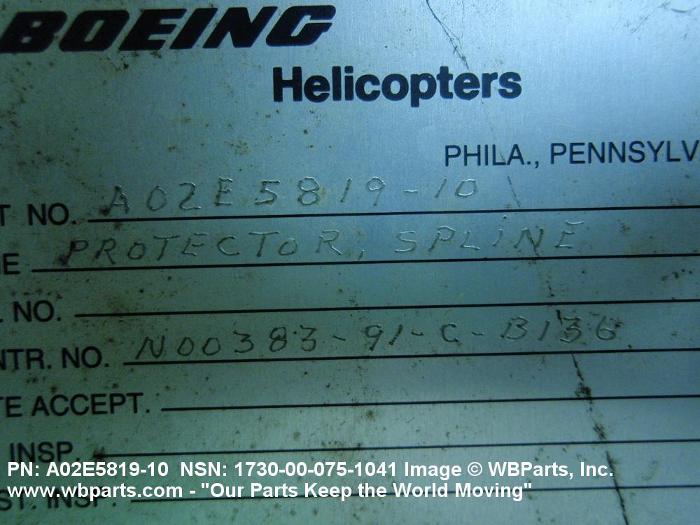 BOEING
Helicopters
PHILA., PENNSYLV
T NO. A02E5819-10
E PROTECTOR, SPLINE
L NO.
NTR. NO. N00383-91-C-B136
TE ACCEPT.
INSP.
PN: A02E5819-10 NSN: 1730-00-075-1041 Image © WBParts, Inc.
www.wbparts.com - "Our Parts Keep the World Moving"
ST. INSP.